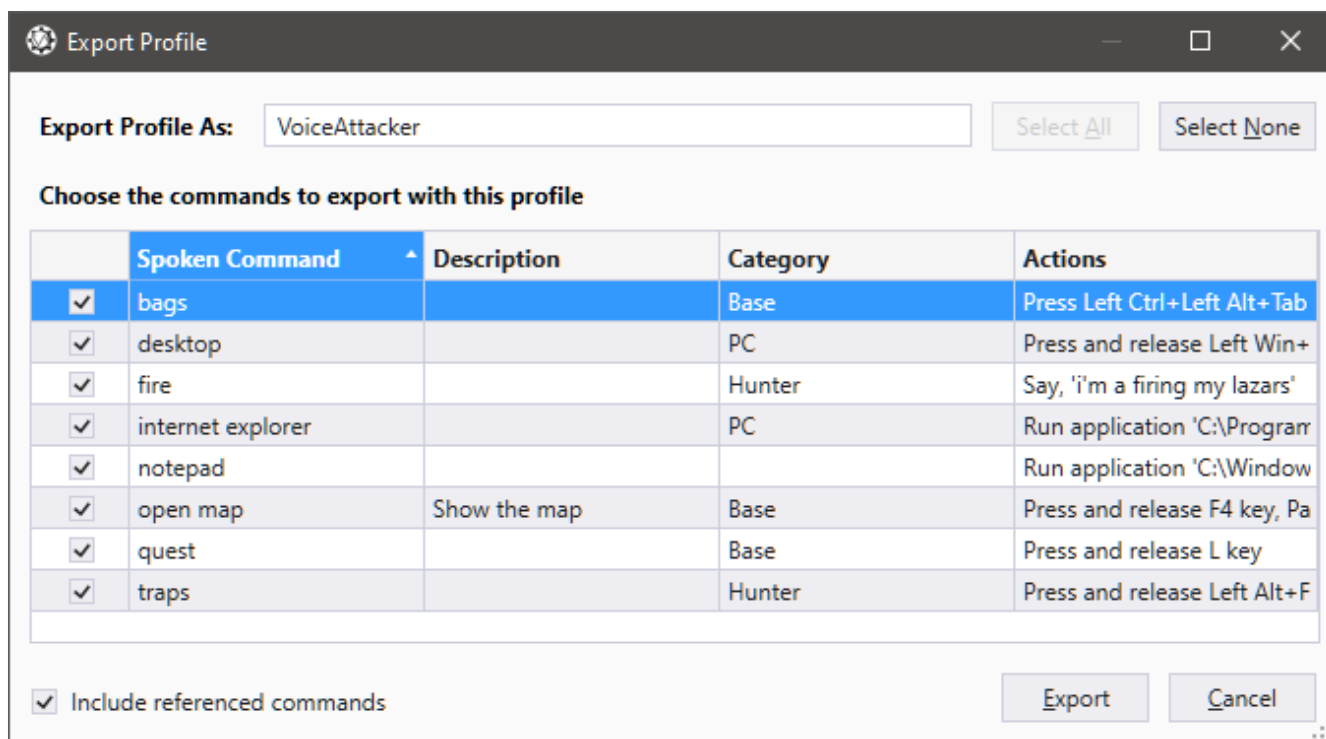 Export Profile
Export Profile As: VoiceAttacker Select All Select None
Choose the commands to export with this profile
Spoken Command Description Category Actions
bags Base Press Left Ctrl+Left Alt+Tab
desktop PC Press and release Left Win+
fire Hunter Say, 'i'm a firing my lazars'
internet explorer PC Run application 'C:\Program
notepad Run application 'C:\Window
open map Show the map Base Press and release F4 key, Pa
quest Base Press and release L key
traps Hunter Press and release Left Alt+F
Include referenced commands Export Cancel